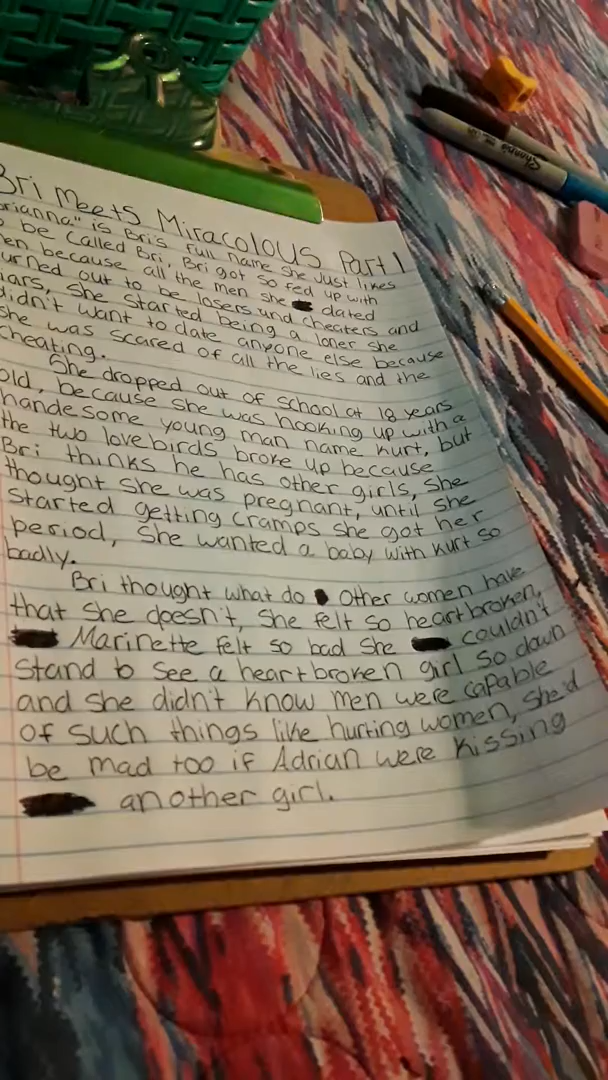 Bri Meets Miracolous Part 1
"Brianna" is Bri's full name she Just likes
to be called Bri, Bri got so fed up with
men because all the men she dated
turned out to be losers und cheaters and
liars, she started being a loner she
didn't want to date anyone else because
she was scared of all the lies and the
cheating.
She dropped out of school at 18 years
old, because she was hooking up with a
handesome young man name Kurt, but
the two lovebirds broke up because
Bri thinks he has other girls, she
thought she was pregnant, until she
started getting cramps she got her
period, She wanted a baby with Kurt so
badly.
Bri thought what do other women have
that she doesn't, She felt so heartbroken,
Marinette felt so bad she couldn't
stand to see a heartbroken girl so down
and she didn't know men were capable
of such things like hurting women, she'd
be mad too if Adrian were kissing
another girl.
Sharpie